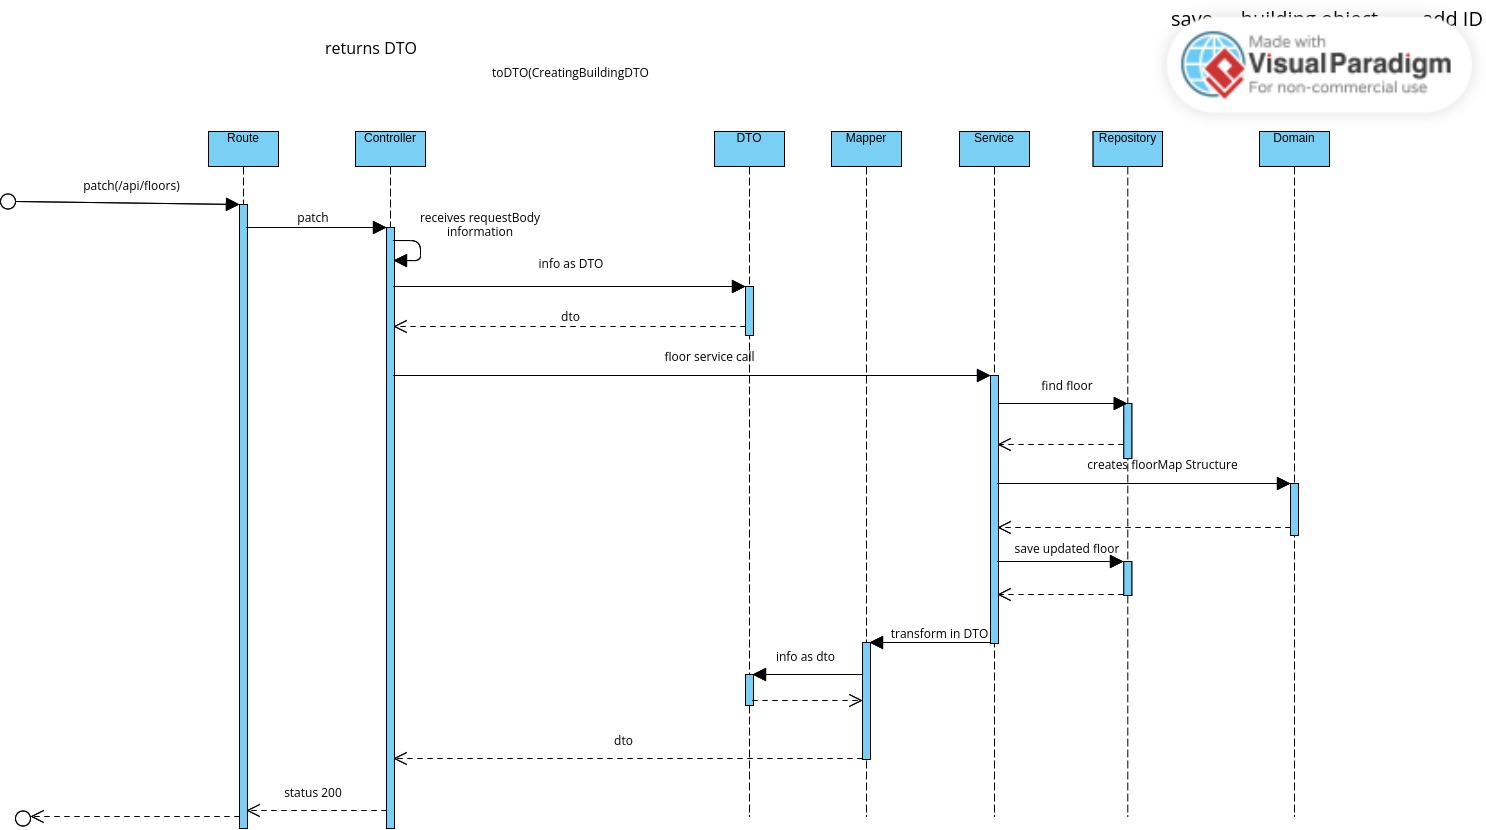 save building object add ID
returns DTO
toDTO(CreatingBuildingDTO
Made with
Visual Paradigm
For non-commercial use
Route
Controller
DTO
Mapper
Service
Repository
Domain
patch(/api/floors)
patch
receives requestBody
information
info as DTO
dto
floor service call
find floor
creates floorMap Structure
save updated floor
transform in DTO
info as dto
dto
status 200